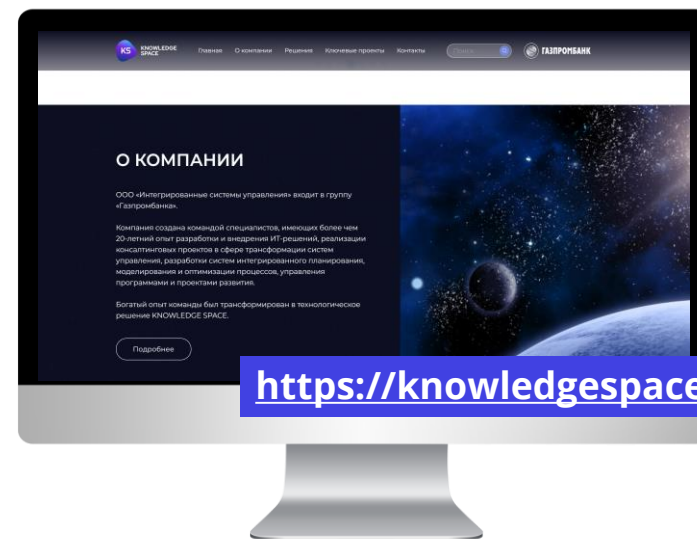 KS KNOWLEDGE SPACE
Главная О компании Решения Ключевые проекты Контакты Поиск ГАЗПРОМБАНК
О КОМПАНИИ
ООО «Интегрированные системы управления» входит в группу
«Газпромбанка».
Компания создана командой специалистов, имеющих более чем
20-летний опыт разработки и внедрения ИТ-решений, реализации
консалтинговых проектов в сфере трансформации систем
управления, разработки систем интегрированного планирования,
моделирования и оптимизации процессов, управления
программами и проектами развития.
Богатый опыт команды был трансформирован в технологическое
решение KNOWLEDGE SPACE.
Подробнее
https://knowledgespace